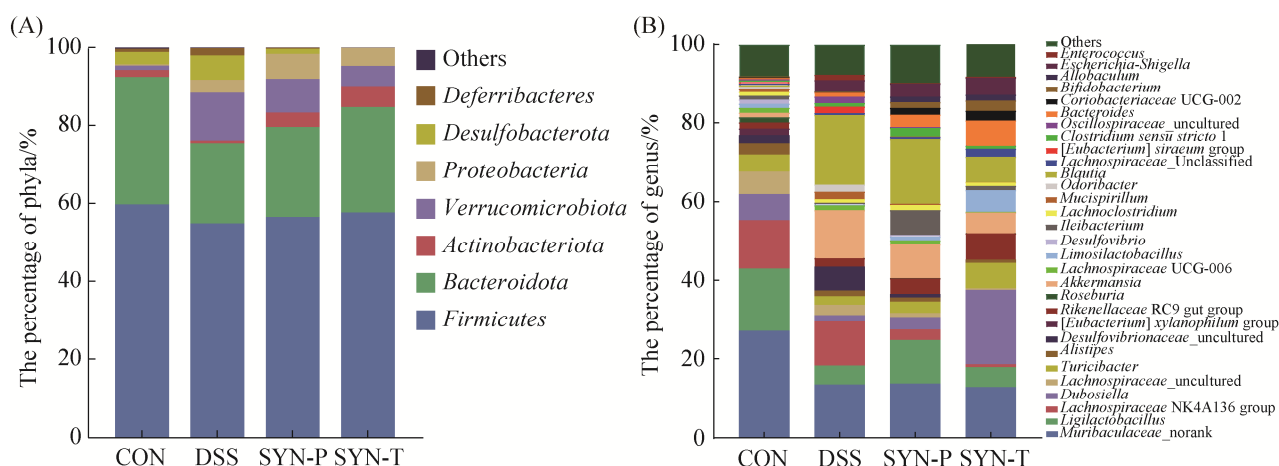 (A)
The percentage of phyla/%
100
80
60
40
20
0
CON DSS SYN-P SYN-T
Others
Deferribacteres
Desulfobacterota
Proteobacteria
Verrucomicrobiota
Actinobacteriota
Bacteroidota
Firmicutes
(B)
The percentage of genus/%
100
80
60
40
20
0
CON DSS SYN-P SYN-T
Others
Enterococcus
Escherichia-Shigella
Allobaculum
Bifidobacterium
Coriobacteriaceae UCG-002
Bacteroides
Oscillospiraceae_uncultured
Clostridium sensu stricto 1
[Eubacterium] siraeum group
Lachnospiraceae_Unclassified
Blautia
Odoribacter
Mucispirillum
Lachnoclostridium
Ileibacterium
Desulfovibrio
Limosilactobacillus
Lachnospiraceae UCG-006
Akkermansia
Roseburia
Rikenellaceae RC9 gut group
[Eubacterium] xylanophilum group
Desulfovibrionaceae_uncultured
Alistipes
Turicibacter
Lachnospiraceae_uncultured
Dubosiella
Lachnospiraceae NK4A136 group
Ligilactobacillus
Muribaculaceae_norank